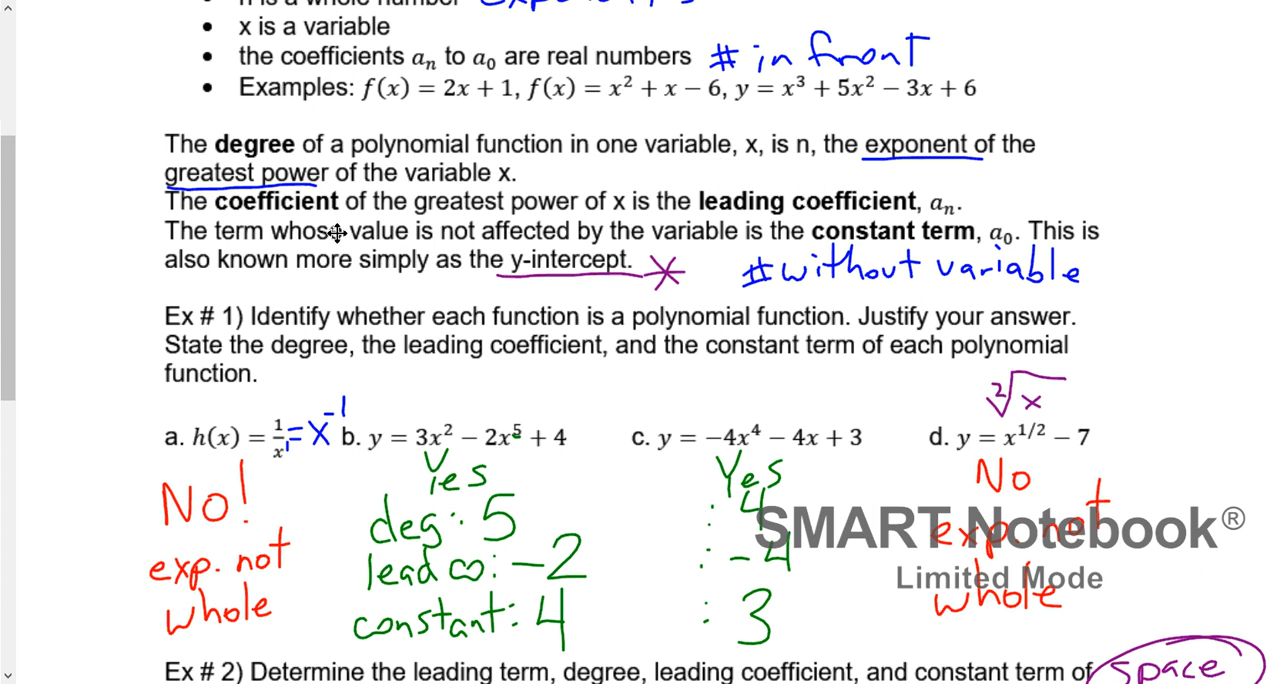 • x is a variable
• the coefficients aₙ to a₀ are real numbers # in front
• Examples: f(x) = 2x + 1, f(x) = x² + x − 6, y = x³ + 5x² − 3x + 6
The degree of a polynomial function in one variable, x, is n, the exponent of the
greatest power of the variable x.
The coefficient of the greatest power of x is the leading coefficient, aₙ.
The term whose value is not affected by the variable is the constant term, a₀. This is
also known more simply as the y-intercept. # without variable
Ex # 1) Identify whether each function is a polynomial function. Justify your answer.
State the degree, the leading coefficient, and the constant term of each polynomial
function.
²√x
a. h(x) = 1/x¹ = x⁻¹ b. y = 3x² − 2x⁵ + 4 c. y = −4x⁴ − 4x + 3 d. y = x^(1/2) − 7
No! Yes Yes No
deg: 5 : 4
exp. not lead co: −2 : −4 exp. not
whole constant: 4 : 3 whole
SMART Notebook®
Limited Mode
Ex # 2) Determine the leading term, degree, leading coefficient, and constant term of space